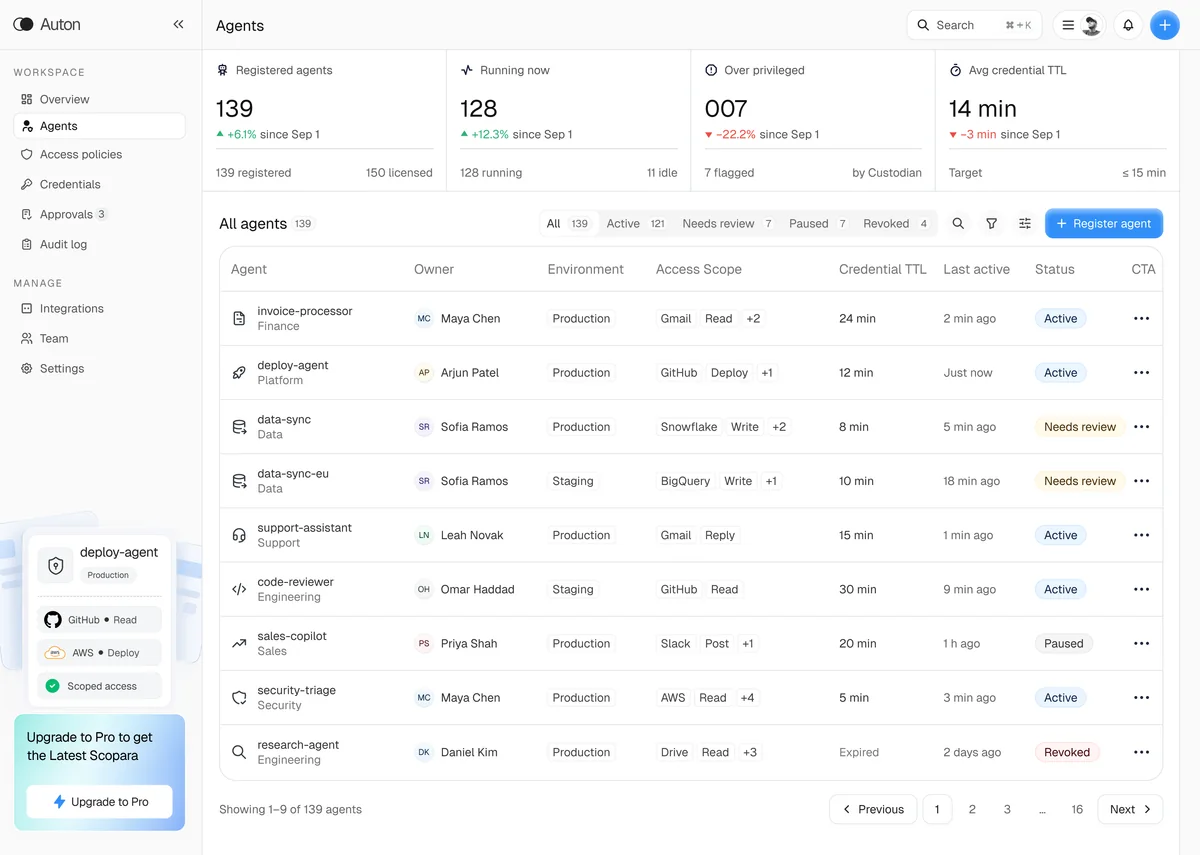 Auton
WORKSPACE
Overview
Agents
Access policies
Credentials
Approvals 3
Audit log
MANAGE
Integrations
Team
Settings
deploy-agent
Production
GitHub • Read
aws AWS • Deploy
Scoped access
Upgrade to Pro to get
the Latest Scopara
Upgrade to Pro
Agents
Search ⌘+K
Registered agents
139
+6.1% since Sep 1
139 registered 150 licensed
Running now
128
+12.3% since Sep 1
128 running 11 idle
Over privileged
007
−22.2% since Sep 1
7 flagged by Custodian
Avg credential TTL
14 min
−3 min since Sep 1
Target ≤ 15 min
All agents 139
All 139 Active 121 Needs review 7 Paused 7 Revoked 4
+ Register agent
Agent Owner Environment Access Scope Credential TTL Last active Status CTA
invoice-processor
Finance
MC Maya Chen Production Gmail Read +2 24 min 2 min ago Active
deploy-agent
Platform
AP Arjun Patel Production GitHub Deploy +1 12 min Just now Active
data-sync
Data
SR Sofia Ramos Production Snowflake Write +2 8 min 5 min ago Needs review
data-sync-eu
Data
SR Sofia Ramos Staging BigQuery Write +1 10 min 18 min ago Needs review
support-assistant
Support
LN Leah Novak Production Gmail Reply 15 min 1 min ago Active
code-reviewer
Engineering
OH Omar Haddad Staging GitHub Read 30 min 9 min ago Active
sales-copilot
Sales
PS Priya Shah Production Slack Post +1 20 min 1 h ago Paused
security-triage
Security
MC Maya Chen Production AWS Read +4 5 min 3 min ago Active
research-agent
Engineering
DK Daniel Kim Production Drive Read +3 Expired 2 days ago Revoked
Showing 1–9 of 139 agents
Previous 1 2 3 ... 16 Next